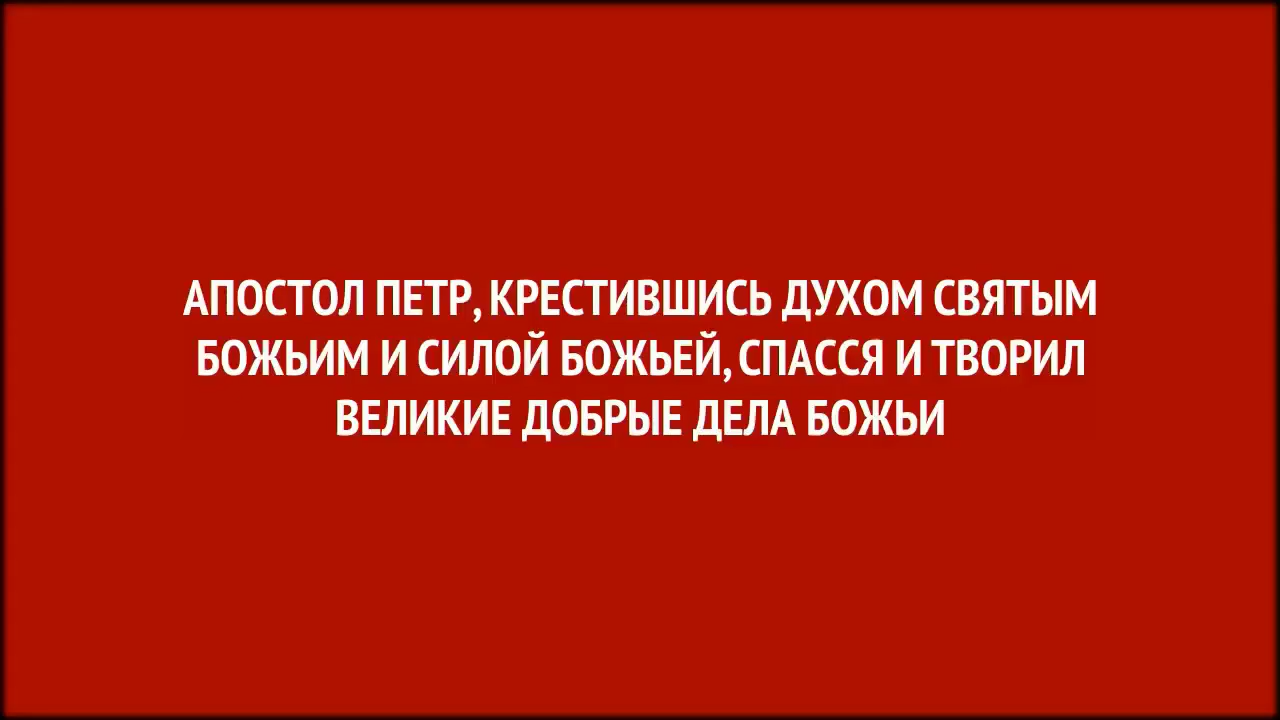 АПОСТОЛ ПЕТР, КРЕСТИВШИСЬ ДУХОМ СВЯТЫМ
БОЖЬИМ И СИЛОЙ БОЖЬЕЙ, СПАССЯ И ТВОРИЛ
ВЕЛИКИЕ ДОБРЫЕ ДЕЛА БОЖЬИ